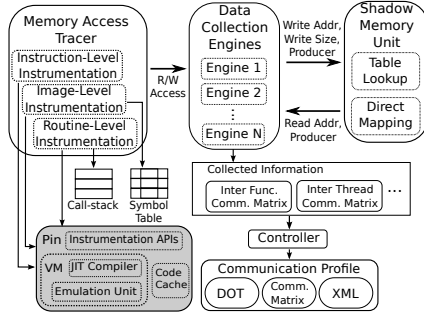 Memory Access
Tracer
Instruction-Level
Instrumentation
Image-Level
Instrumentation
Routine-Level
Instrumentation
R/W
Access
Data
Collection
Engines
Engine 1
Engine 2
⋮
Engine N
Write Addr,
Write Size,
Producer
Read Addr,
Producer
Shadow
Memory
Unit
Table
Lookup
Direct
Mapping
Call-stack
Symbol
Table
Collected Information
Inter Func.
Comm. Matrix
Inter Thread
Comm. Matrix
...
Pin
Instrumentation APIs
VM
JIT Compiler
Emulation Unit
Code
Cache
Controller
Communication Profile
DOT
Comm.
Matrix
XML